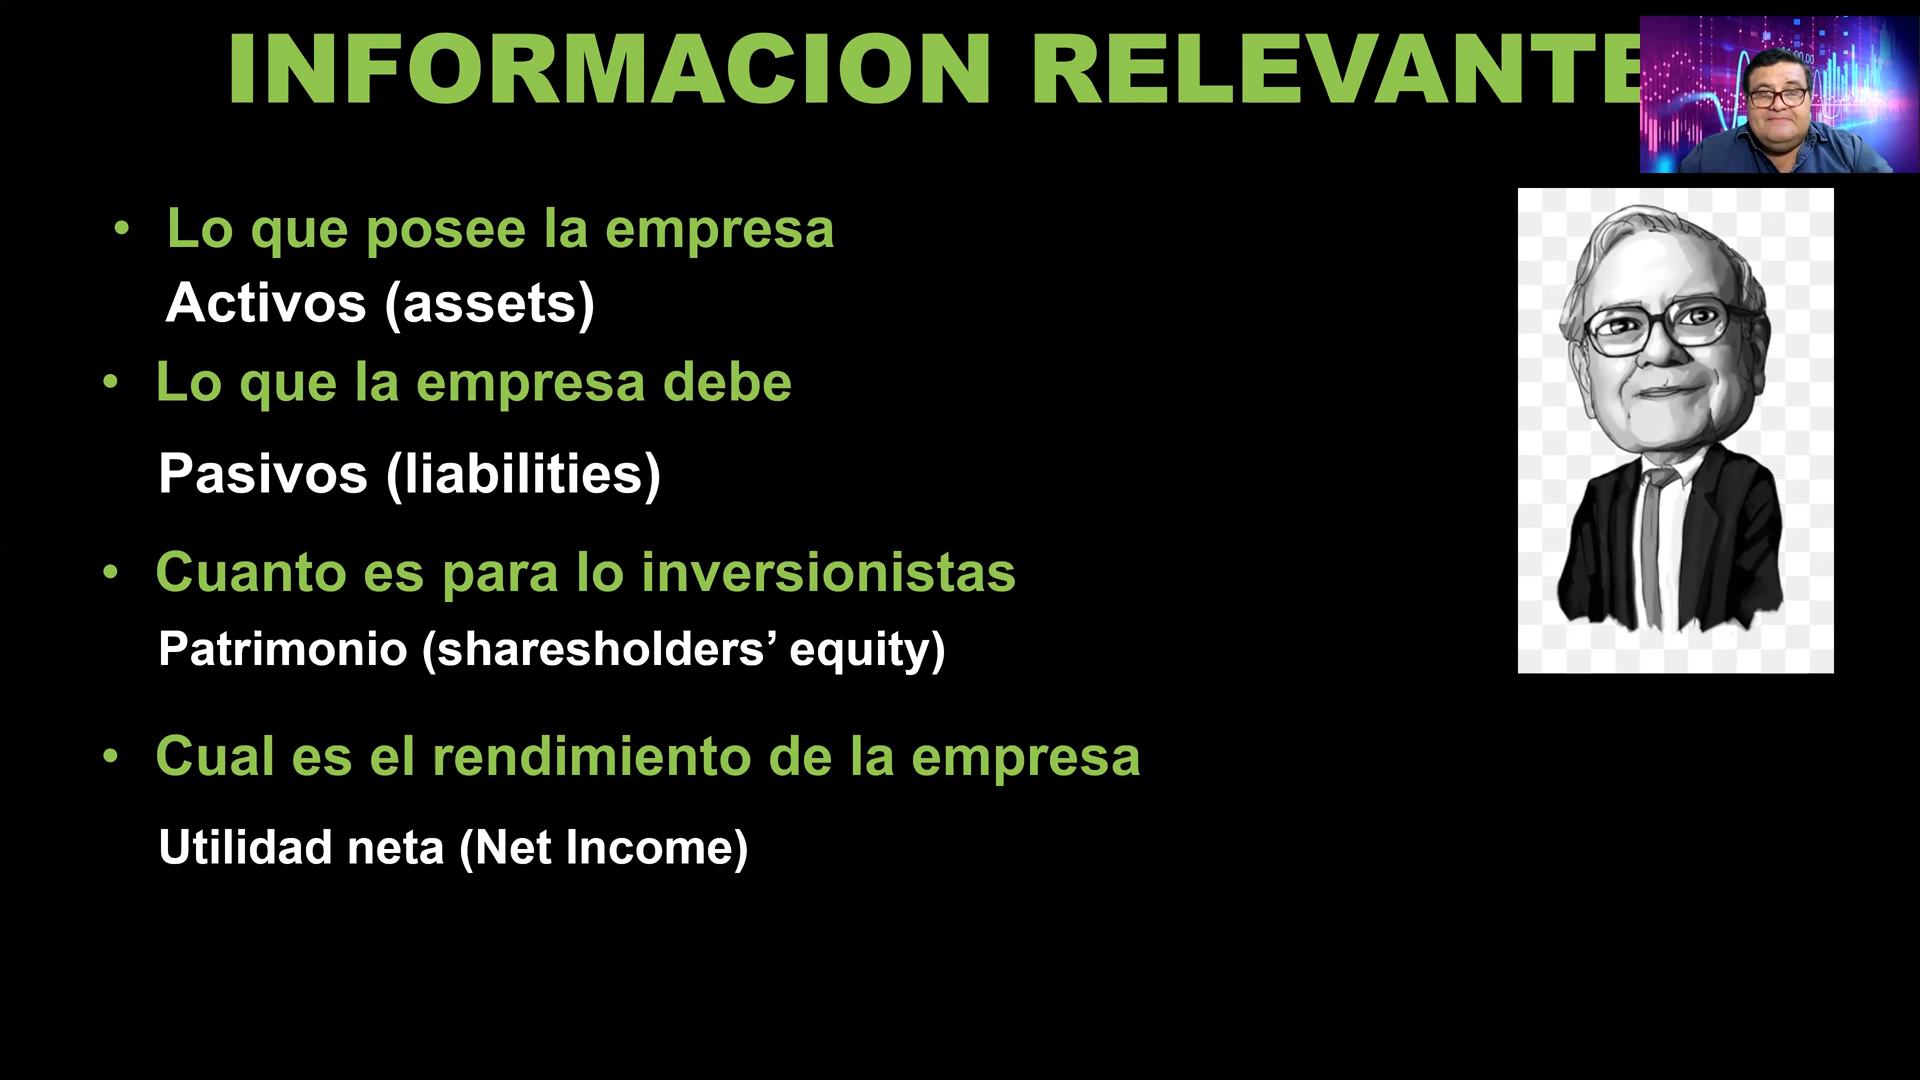 INFORMACION RELEVANTE
• Lo que posee la empresa
Activos (assets)
• Lo que la empresa debe
Pasivos (liabilities)
• Cuanto es para lo inversionistas
Patrimonio (sharesholders’ equity)
• Cual es el rendimiento de la empresa
Utilidad neta (Net Income)